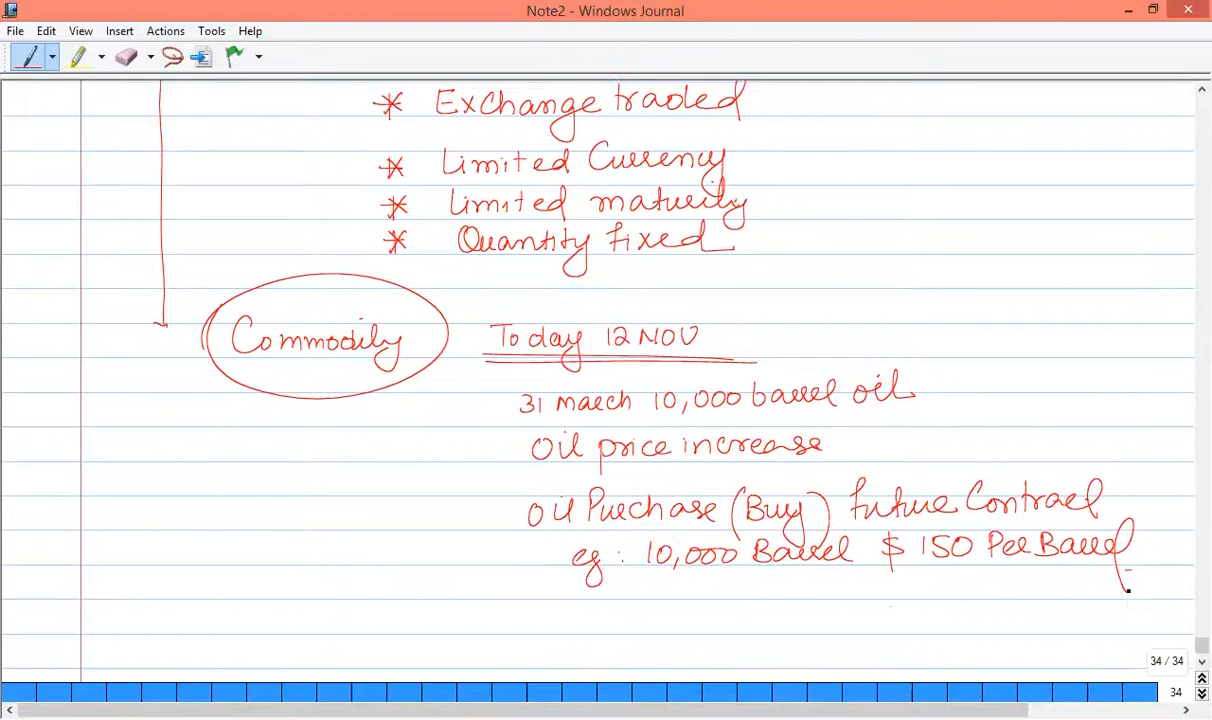 Note2 - Windows Journal
File Edit View Insert Actions Tools Help
* Exchange traded
* Limited Currency
* Limited maturity
* Quantity fixed
Commodity
Today 12 NOV
31 march 10,000 barrel oil
Oil price increase
Oil Purchase (Buy) future Contract
eg: 10,000 Barrel $ 150 Per Barrel
34 / 34
34